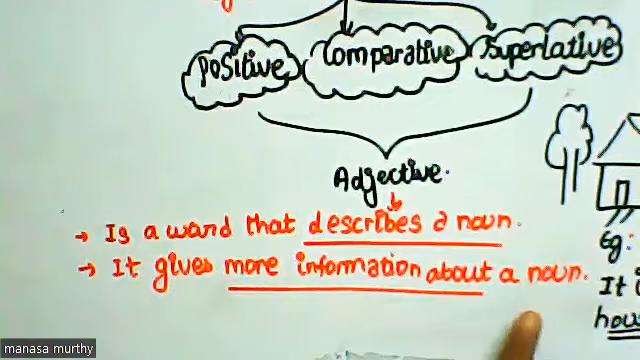 Positive Comparative Superlative
Adjective.
→ Is a word that describes a noun.
→ It gives more information about a noun.
Eg:
It
hou
manasa murthy